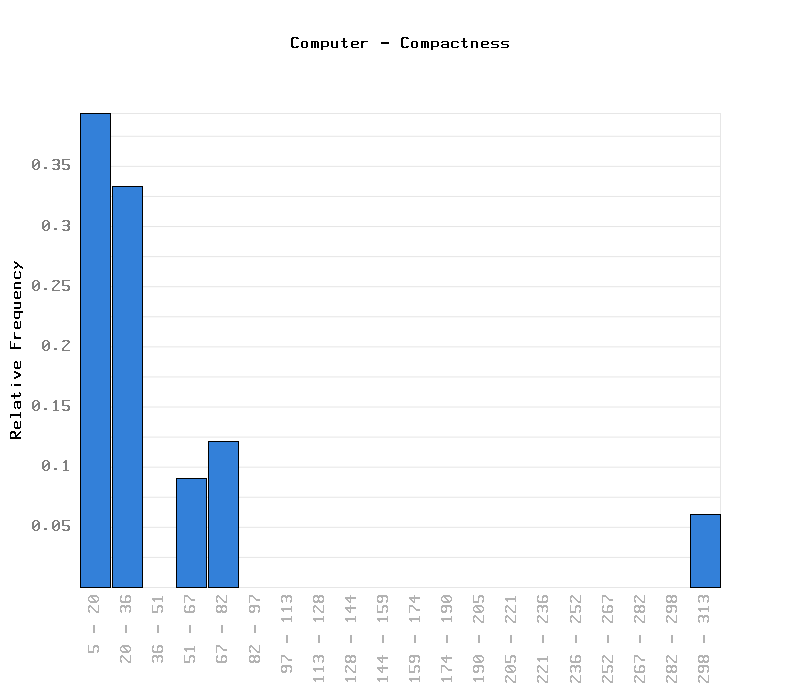 Computer - Compactness
Relative Frequency
0.35
0.3
0.25
0.2
0.15
0.1
0.05
5 - 20
20 - 36
36 - 51
51 - 67
67 - 82
82 - 97
97 - 113
113 - 128
128 - 144
144 - 159
159 - 174
174 - 190
190 - 205
205 - 221
221 - 236
236 - 252
252 - 267
267 - 282
282 - 298
298 - 313